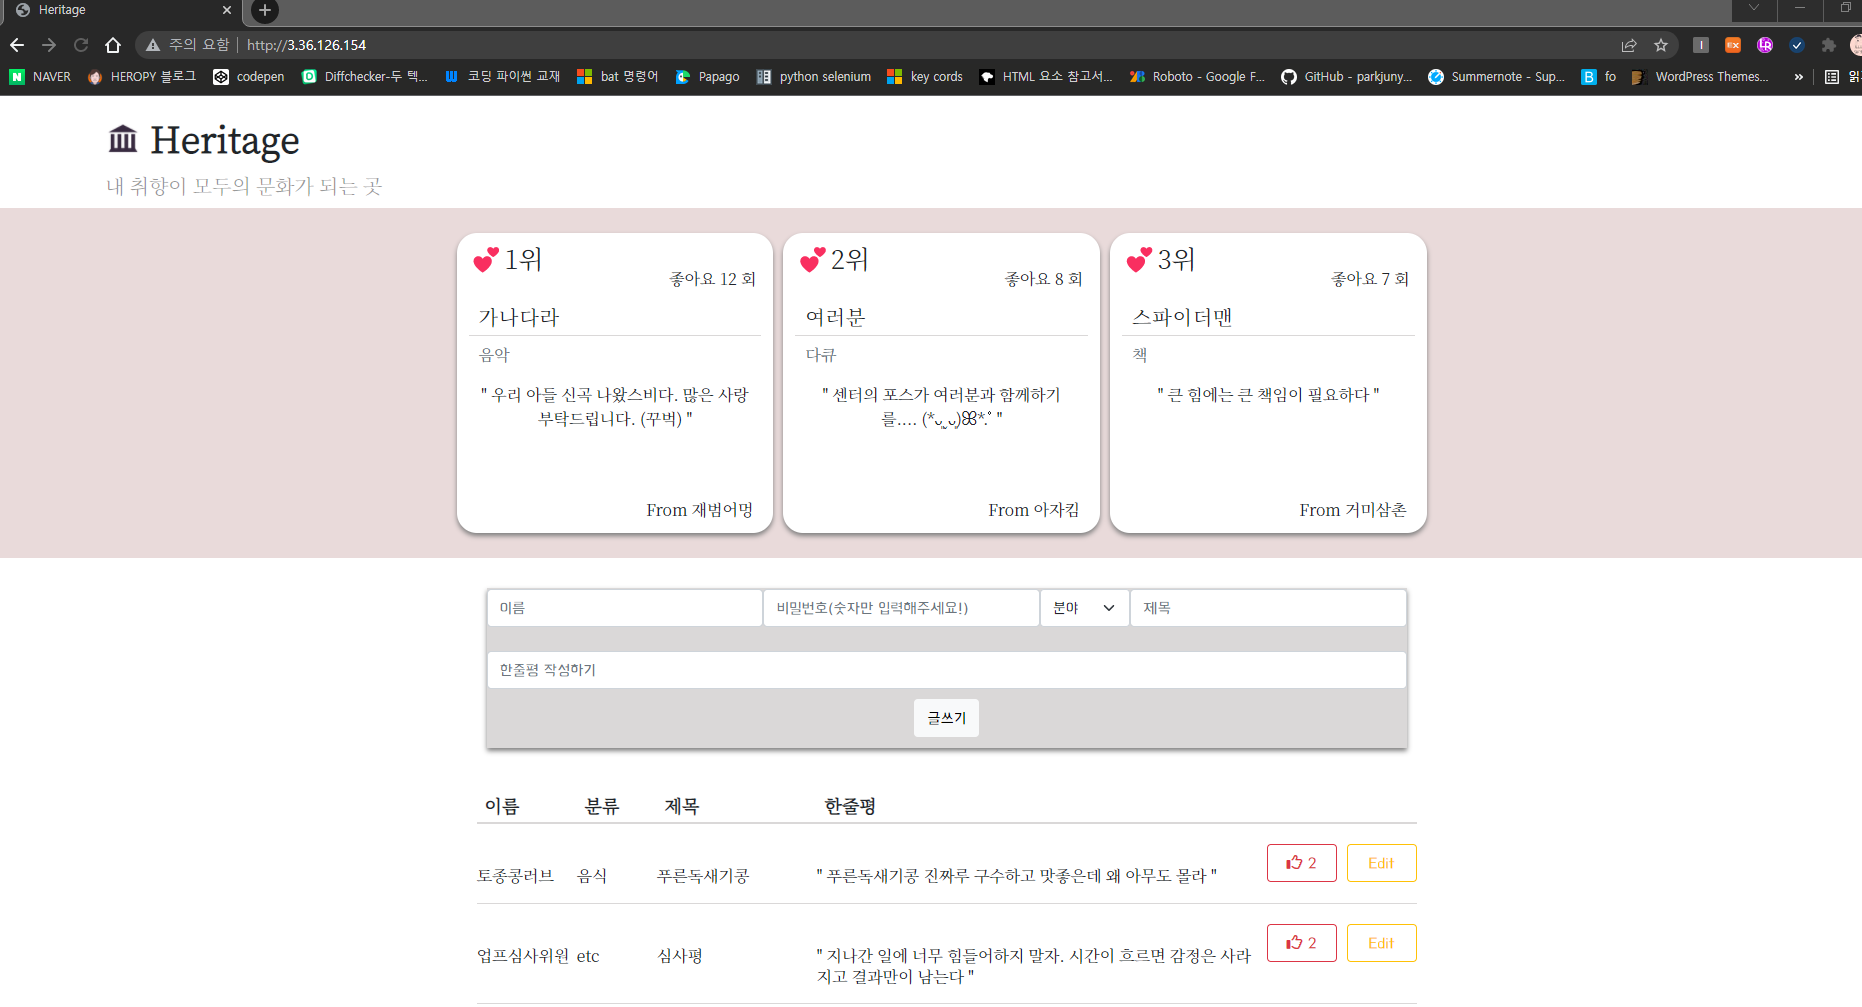 Heritage
주의 요함 http://3.36.126.154
NAVER HEROPY 블로그 codepen Diffchecker-두 텍... 코딩 파이썬 교재 bat 명령어 Papago python selenium key cords HTML 요소 참고서... Roboto - Google F... GitHub - parkjuny... Summernote - Sup... fo WordPress Themes... »
Heritage
내 취향이 모두의 문화가 되는 곳
1위
좋아요 12 회
가나다라
음악
" 우리 아들 신곡 나왔스비다. 많은 사랑
부탁드립니다. (꾸벅) "
From 재범어멍
2위
좋아요 8 회
여러분
다큐
" 센터의 포스가 여러분과 함께하기
를.... "
From 아자킴
3위
좋아요 7 회
스파이더맨
책
" 큰 힘에는 큰 책임이 필요하다 "
From 거미삼촌
이름 비밀번호(숫자만 입력해주세요!) 분야 제목
한줄평 작성하기
글쓰기
이름 분류 제목 한줄평
토종콩러브 음식 푸른독새기콩 " 푸른독새기콩 진짜루 구수하고 맛좋은데 왜 아무도 몰라 " 2 Edit
업프심사위원 etc 심사평 " 지나간 일에 너무 힘들어하지 말자. 시간이 흐르면 감정은 사라 2 Edit
지고 결과만이 남는다 "